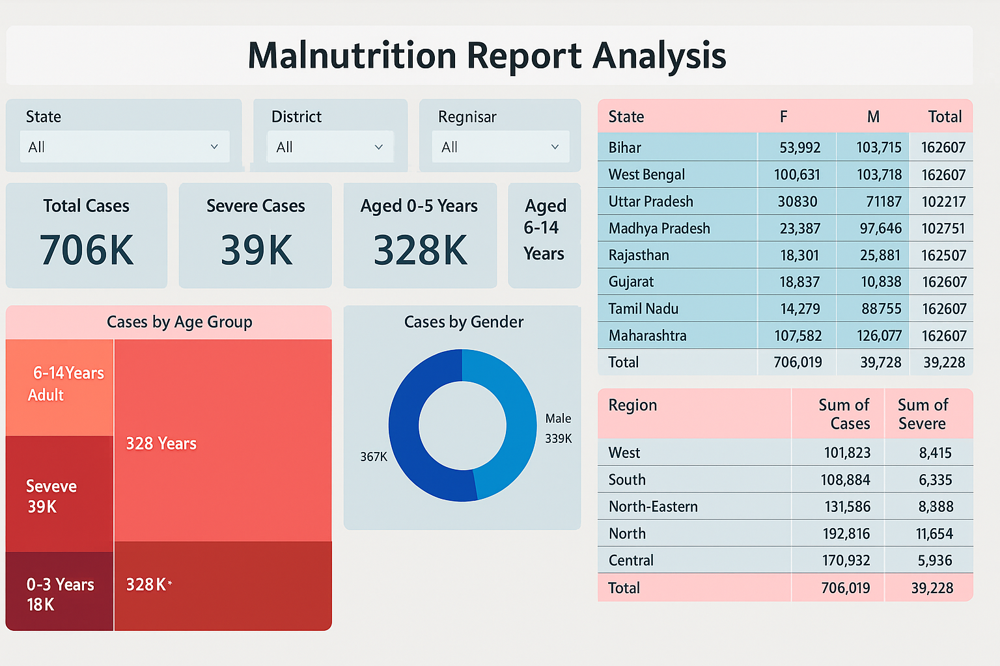 Malnutrition Report Analysis
State
All
District
All
Regnisar
All
Total Cases
706K
Severe Cases
39K
Aged 0-5 Years
328K
Aged
6-14
Years
Cases by Age Group
6-14Years
Adult
Seveve
39K
0-3 Years
18K
328 Years
328K*
Cases by Gender
Male
339K
367K
State F M Total
Bihar 53,992 103,715 162607
West Bengal 100,631 103,718 162607
Uttar Pradesh 30830 71187 102217
Madhya Pradesh 23,387 97,646 102751
Rajasthan 18,301 25,881 162507
Gujarat 18,837 10,838 162607
Tamil Nadu 14,279 88755 162607
Maharashtra 107,582 126,077 162607
Total 706,019 39,728 39,228
Region Sum of Cases Sum of Severe
West 101,823 8,415
South 108,884 6,335
North-Eastern 131,586 8,888
North 192,816 11,654
Central 170,932 5,936
Total 706,019 39,228